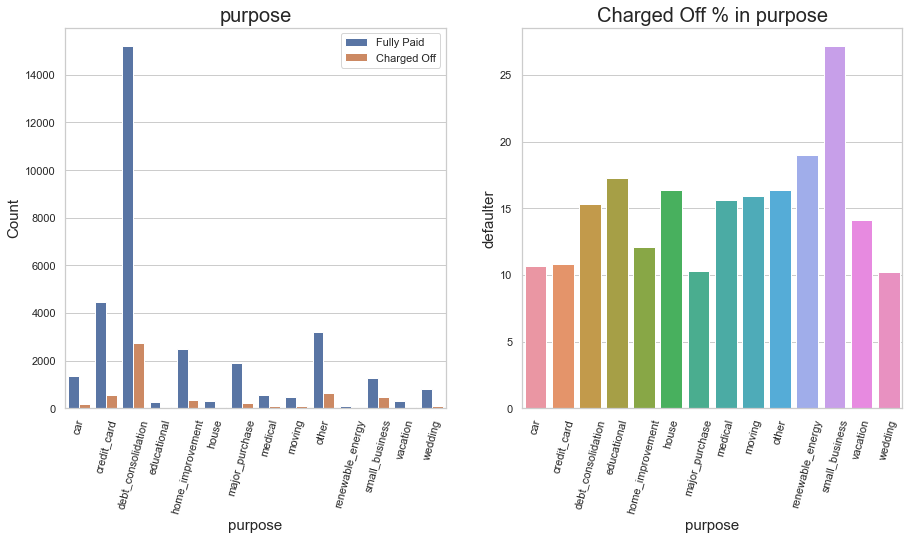 purpose
Fully Paid
Charged Off
14000
12000
10000
8000
6000
4000
2000
0
Count
car
credit_card
debt_consolidation
educational
home_improvement
house
major_purchase
medical
moving
other
renewable_energy
small_business
vacation
wedding
purpose
Charged Off % in purpose
25
20
15
10
5
0
defaulter
car
credit_card
debt_consolidation
educational
home_improvement
house
major_purchase
medical
moving
other
renewable_energy
small_business
vacation
wedding
purpose